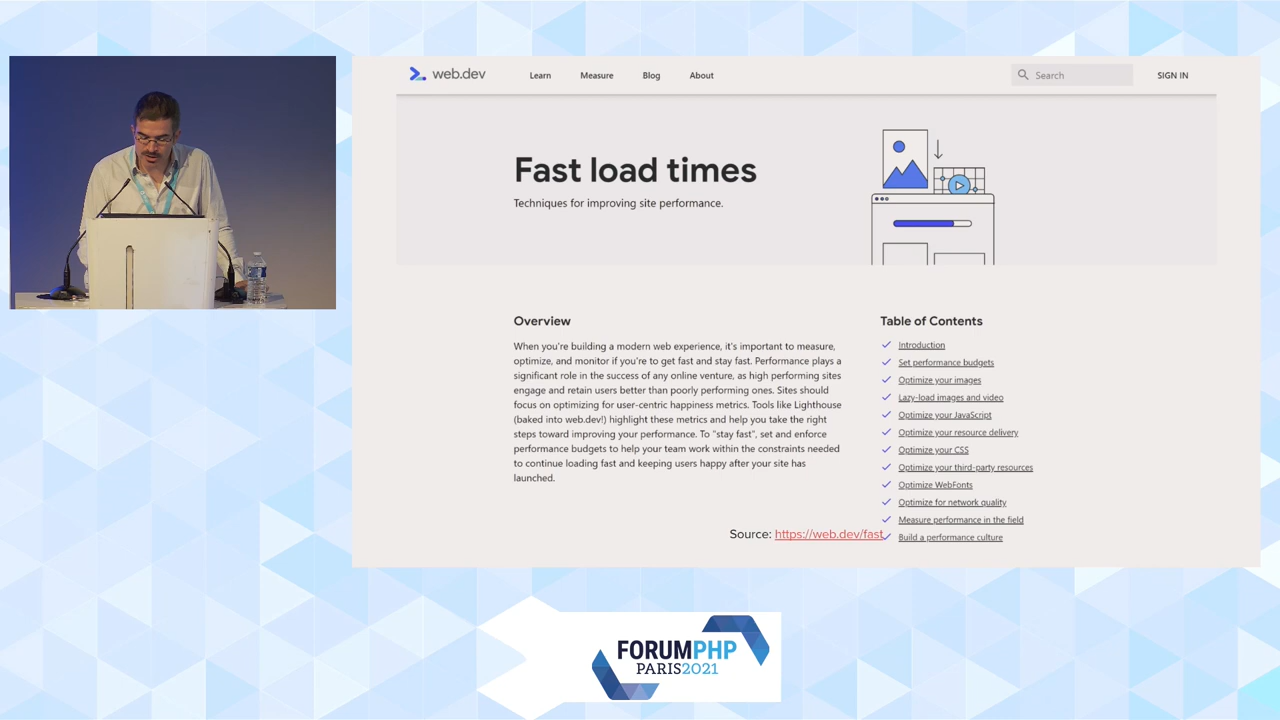 web.dev
Learn
Measure
Blog
About
Search
SIGN IN
Fast load times
Techniques for improving site performance.
Overview
When you're building a modern web experience, it's important to measure,
optimize, and monitor if you're to get fast and stay fast. Performance plays a
significant role in the success of any online venture, as high performing sites
engage and retain users better than poorly performing ones. Sites should
focus on optimizing for user-centric happiness metrics. Tools like Lighthouse
(baked into web.dev!) highlight these metrics and help you take the right
steps toward improving your performance. To "stay fast", set and enforce
performance budgets to help your team work within the constraints needed
to continue loading fast and keeping users happy after your site has
launched.
Table of Contents
Introduction
Set performance budgets
Optimize your images
Lazy-load images and video
Optimize your JavaScript
Optimize your resource delivery
Optimize your CSS
Optimize your third-party resources
Optimize WebFonts
Optimize for network quality
Measure performance in the field
Build a performance culture
Source: https://web.dev/fast
FORUMPHP
PARIS2021